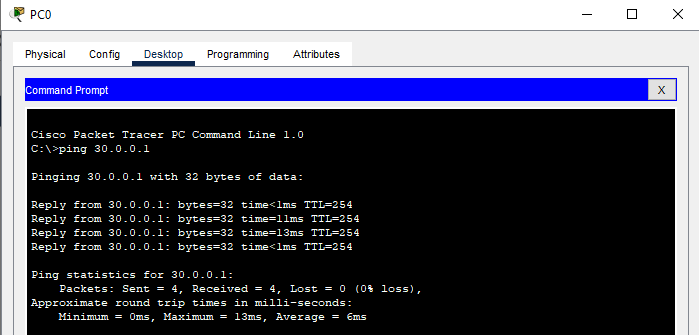 PC0
Physical Config Desktop Programming Attributes
Command Prompt X
Cisco Packet Tracer PC Command Line 1.0
C:\>ping 30.0.0.1
Pinging 30.0.0.1 with 32 bytes of data:
Reply from 30.0.0.1: bytes=32 time<1ms TTL=254
Reply from 30.0.0.1: bytes=32 time=11ms TTL=254
Reply from 30.0.0.1: bytes=32 time=13ms TTL=254
Reply from 30.0.0.1: bytes=32 time<1ms TTL=254
Ping statistics for 30.0.0.1:
Packets: Sent = 4, Received = 4, Lost = 0 (0% loss),
Approximate round trip times in milli-seconds:
Minimum = 0ms, Maximum = 13ms, Average = 6ms